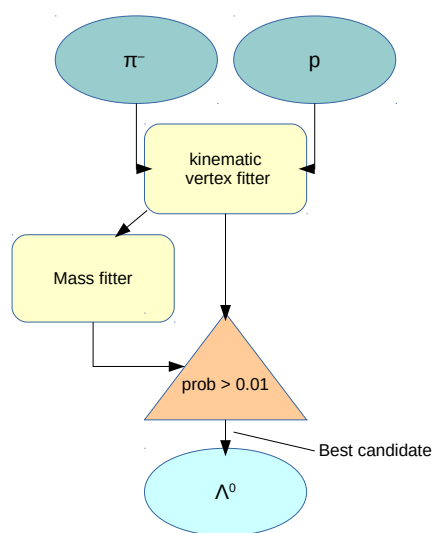 π⁻
p
kinematic
vertex fitter
Mass fitter
prob > 0.01
Best candidate
Λ⁰